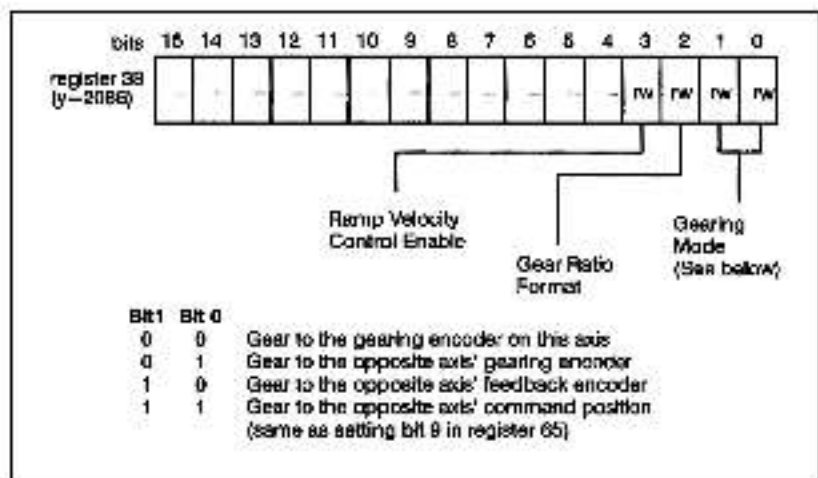 bits 15 14 13 12 11 10 9 8 7 6 5 4 3 2 1 0
register 38
(y-2086)
rw rw rw rw
Ramp Velocity
Control Enable
Gear Ratio
Format
Gearing
Mode
(See below)
Bit1 Bit 0
0 0 Gear to the gearing encoder on this axis
0 1 Gear to the opposite axis' gearing encoder
1 0 Gear to the opposite axis' feedback encoder
1 1 Gear to the opposite axis' command position
(same as setting bit 9 in register 65)